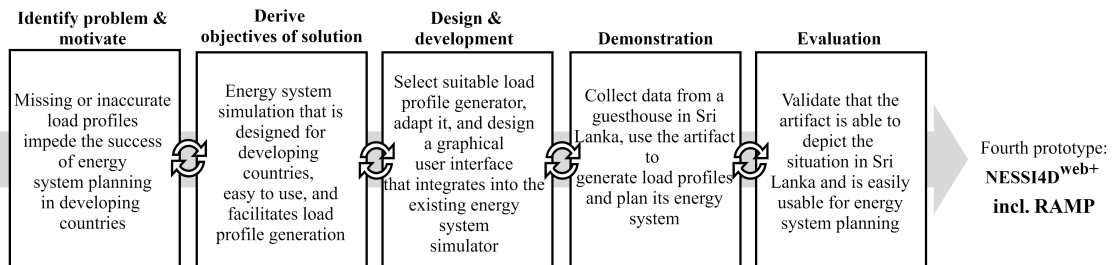 Identify problem &
motivate
Missing or inaccurate
load profiles
impede the success
of energy
system planning
in developing
countries
Derive
objectives of solution
Energy system
simulation that is
designed for
developing
countries,
easy to use, and
facilitates load
profile generation
Design &
development
Select suitable load
profile generator,
adapt it, and design
a graphical
user interface
that integrates into the
existing energy
system
simulator
Demonstration
Collect data from a
guesthouse in Sri
Lanka, use the artifact
to
generate load profiles
and plan its energy
system
Evaluation
Validate that the
artifact is able to
depict the
situation in Sri
Lanka and is easily
usable for energy
system planning
Fourth prototype:
NESSI4Dweb+
incl. RAMP